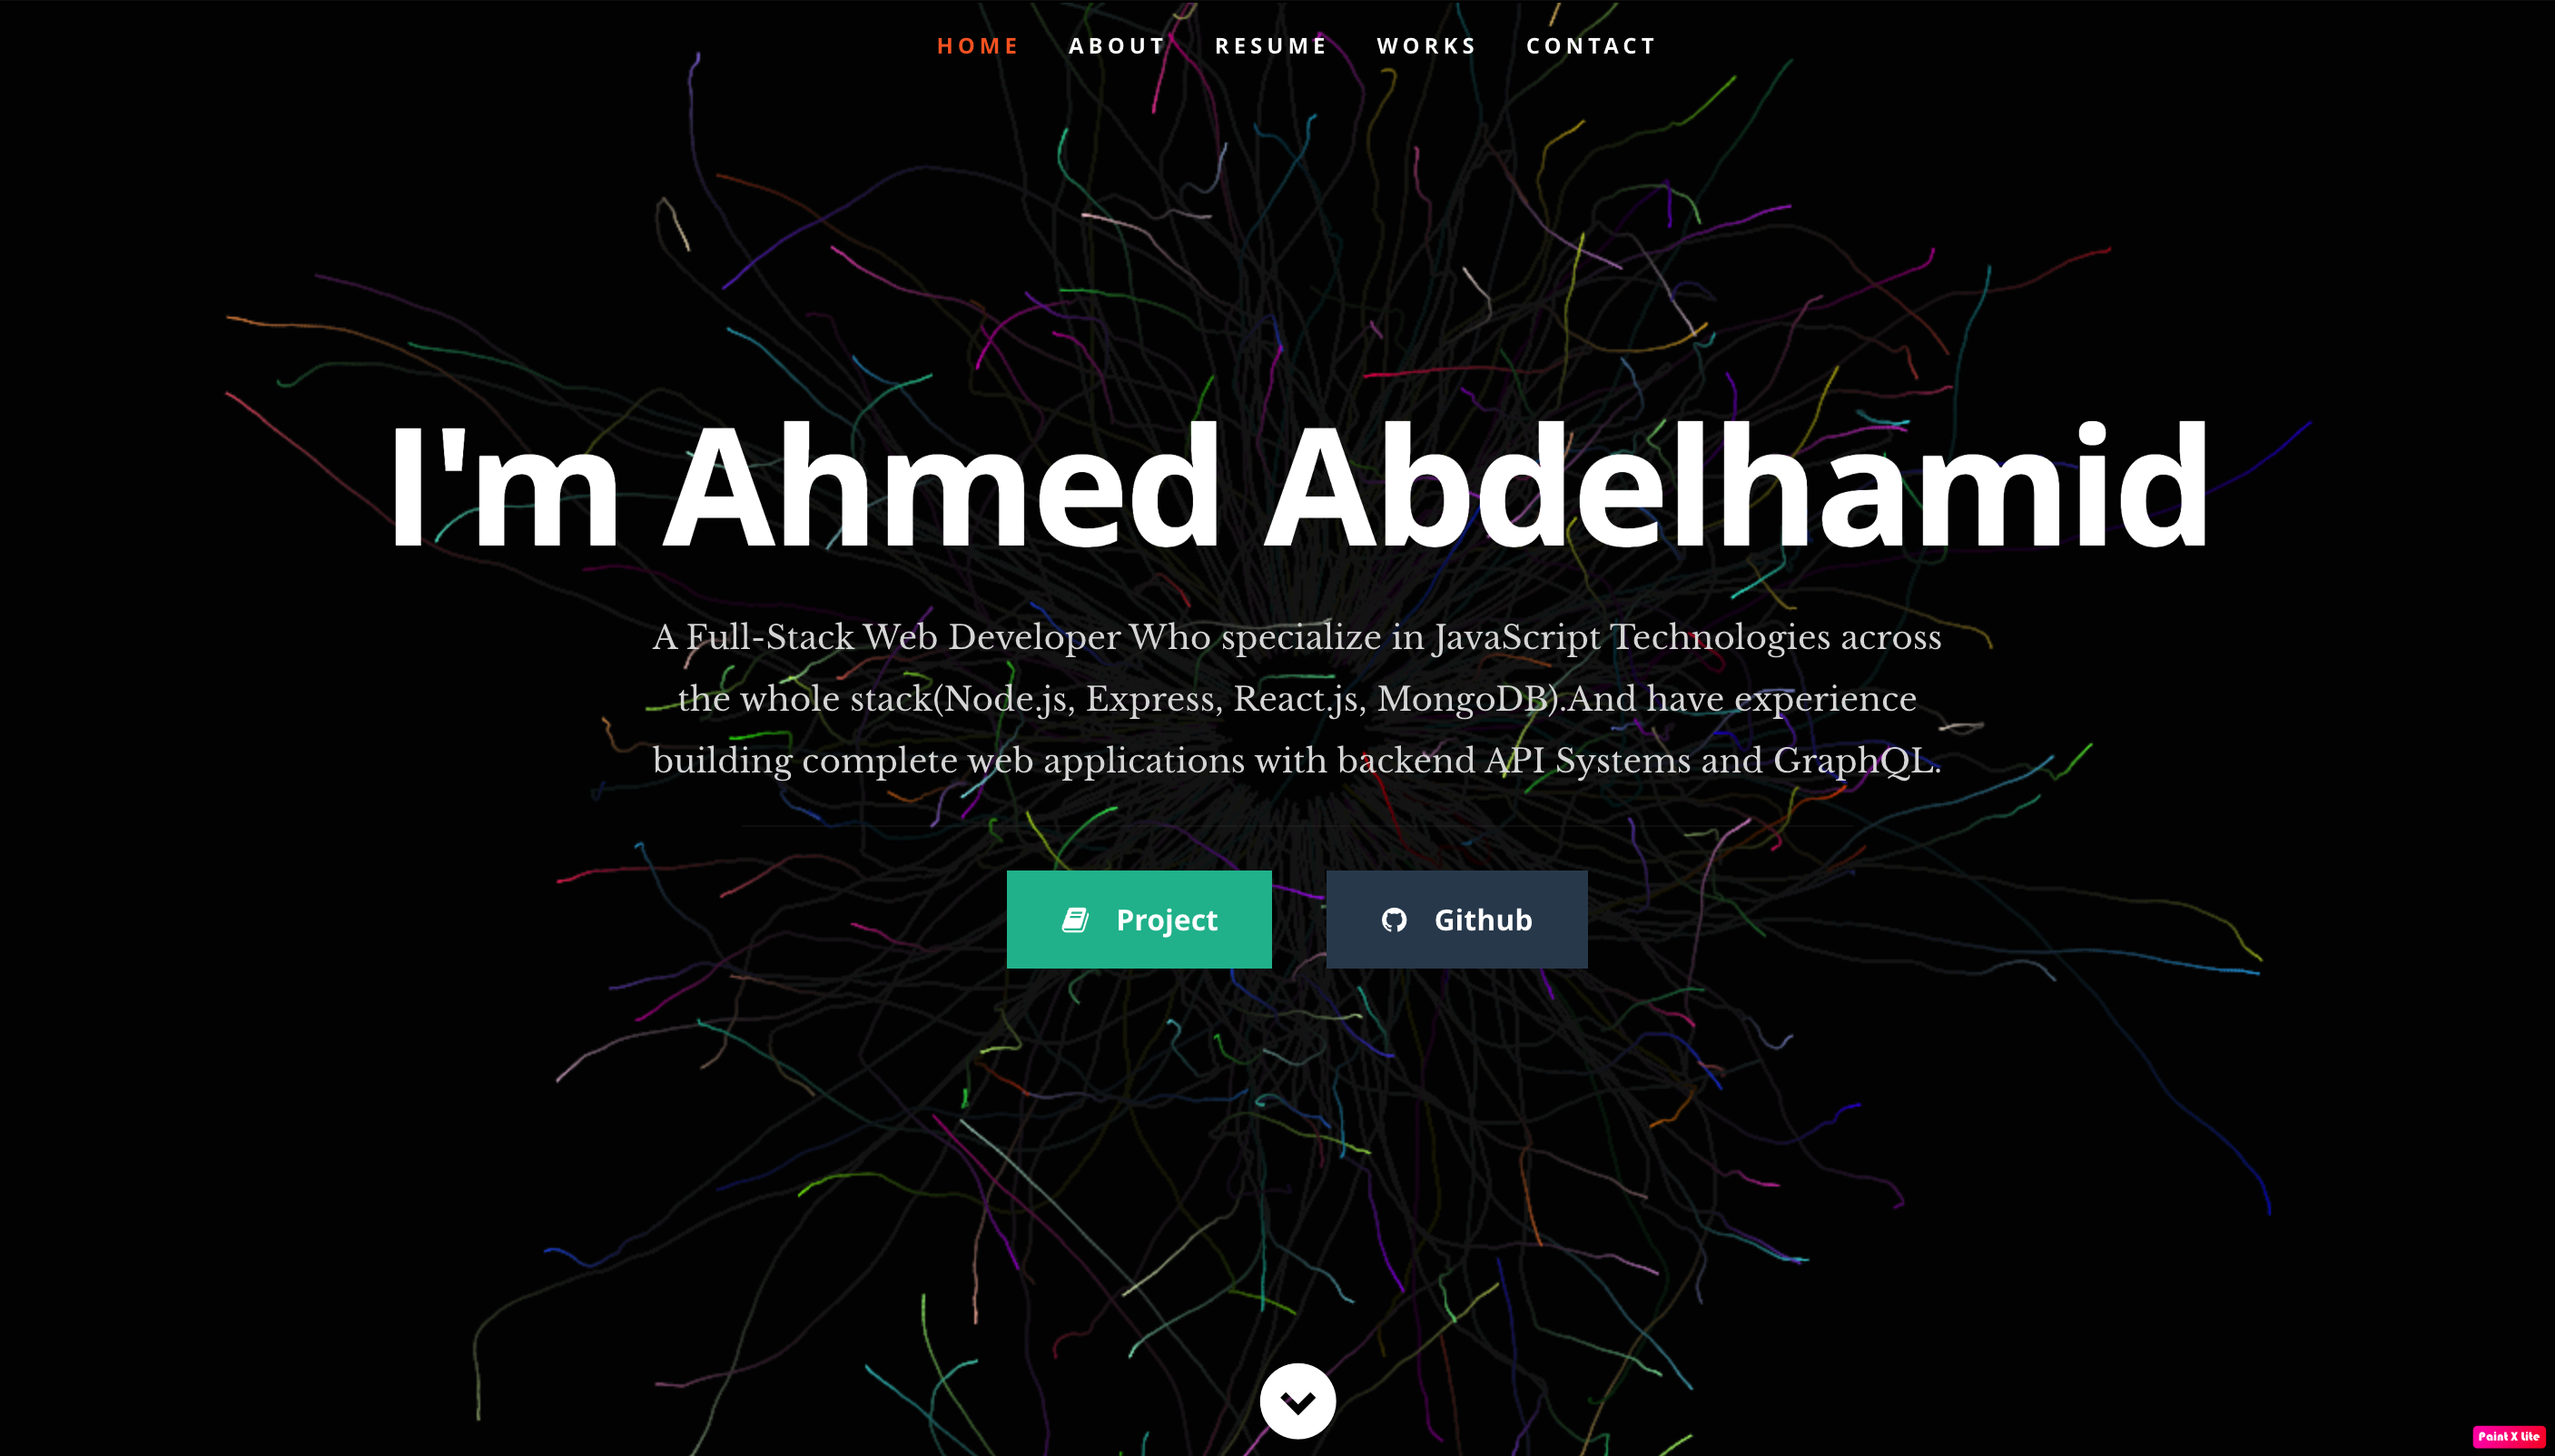 HOME ABOUT RESUME WORKS CONTACT
I'm Ahmed Abdelhamid
A Full-Stack Web Developer Who specialize in JavaScript Technologies across
the whole stack(Node.js, Express, React.js, MongoDB).And have experience
building complete web applications with backend API Systems and GraphQL.
Project Github
Paint X Lite